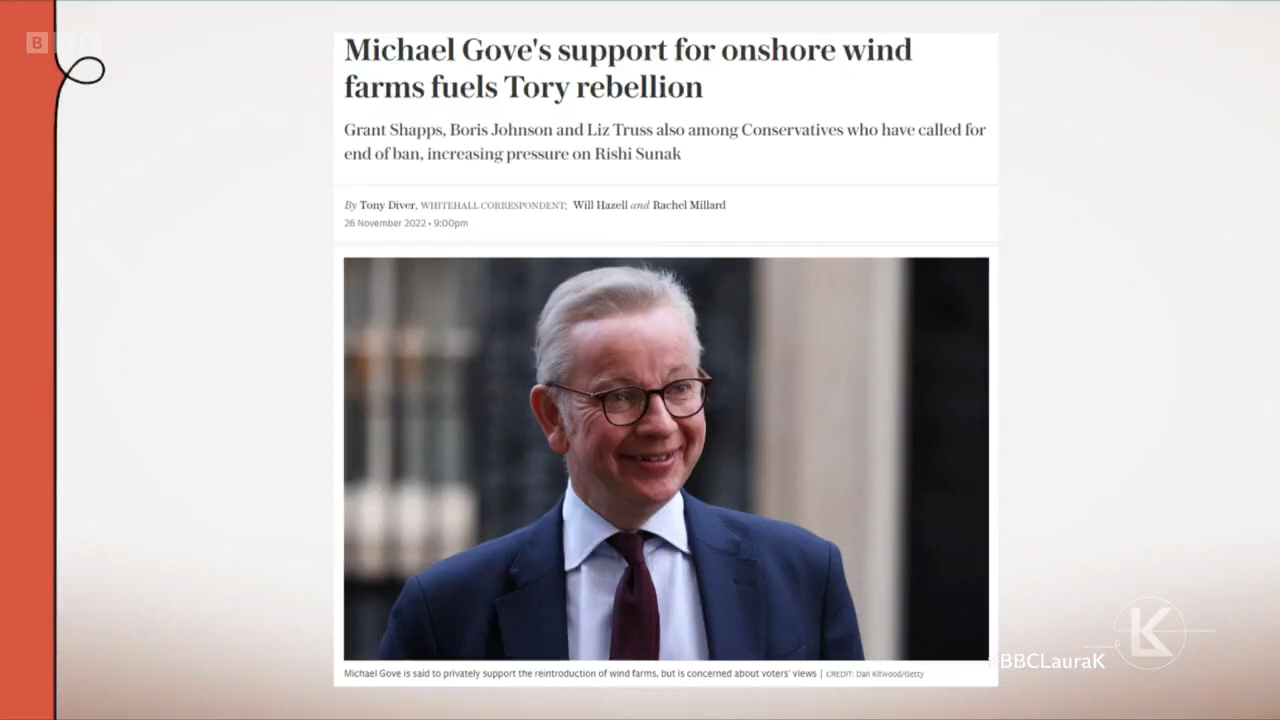 BBC
Michael Gove's support for onshore wind
farms fuels Tory rebellion
Grant Shapps, Boris Johnson and Liz Truss also among Conservatives who have called for
end of ban, increasing pressure on Rishi Sunak
By Tony Diver, WHITEHALL CORRESPONDENT; Will Hazell and Rachel Millard
26 November 2022 • 9:00pm
Michael Gove is said to privately support the reintroduction of wind farms, but is concerned about voters' views | CREDIT: Dan Kitwood/Getty
LK
#BBCLauraK